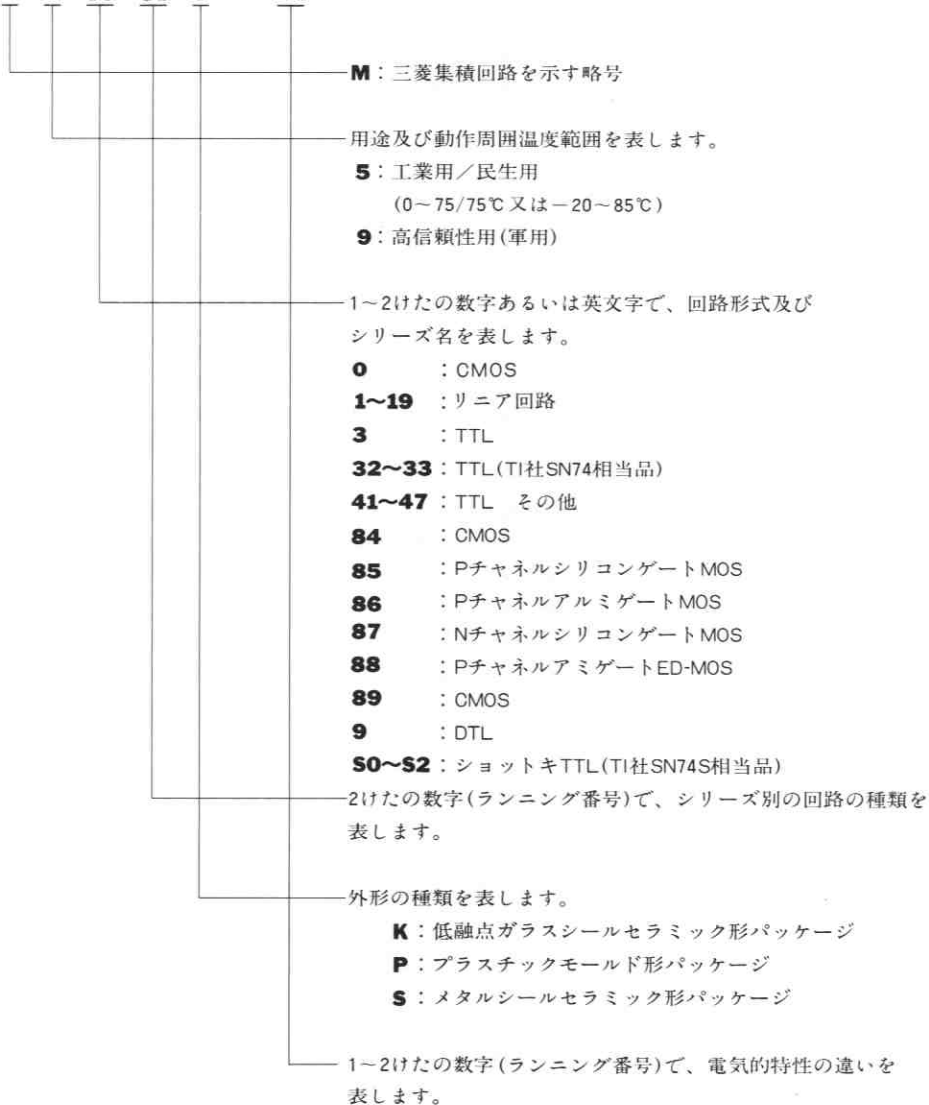 M：三菱集積回路を示す略号
用途及び動作周囲温度範囲を表します。
5：工業用／民生用
(0～75/75℃又は－20～85℃)
9：高信頼性用(軍用)
1～2けたの数字あるいは英文字で、回路形式及び
シリーズ名を表します。
0：CMOS
1～19：リニア回路
3：TTL
32～33：TTL(TI社SN74相当品)
41～47：TTL　その他
84：CMOS
85：PチャネルシリコンゲートMOS
86：PチャネルアルミゲートMOS
87：NチャネルシリコンゲートMOS
88：PチャネルアミゲートED-MOS
89：CMOS
9：DTL
S0～S2：ショットキTTL(TI社SN74S相当品)
2けたの数字(ランニング番号)で、シリーズ別の回路の種類を
表します。
外形の種類を表します。
K：低融点ガラスシールセラミック形パッケージ
P：プラスチックモールド形パッケージ
S：メタルシールセラミック形パッケージ
1～2けたの数字(ランニング番号)で、電気的特性の違いを
表します。